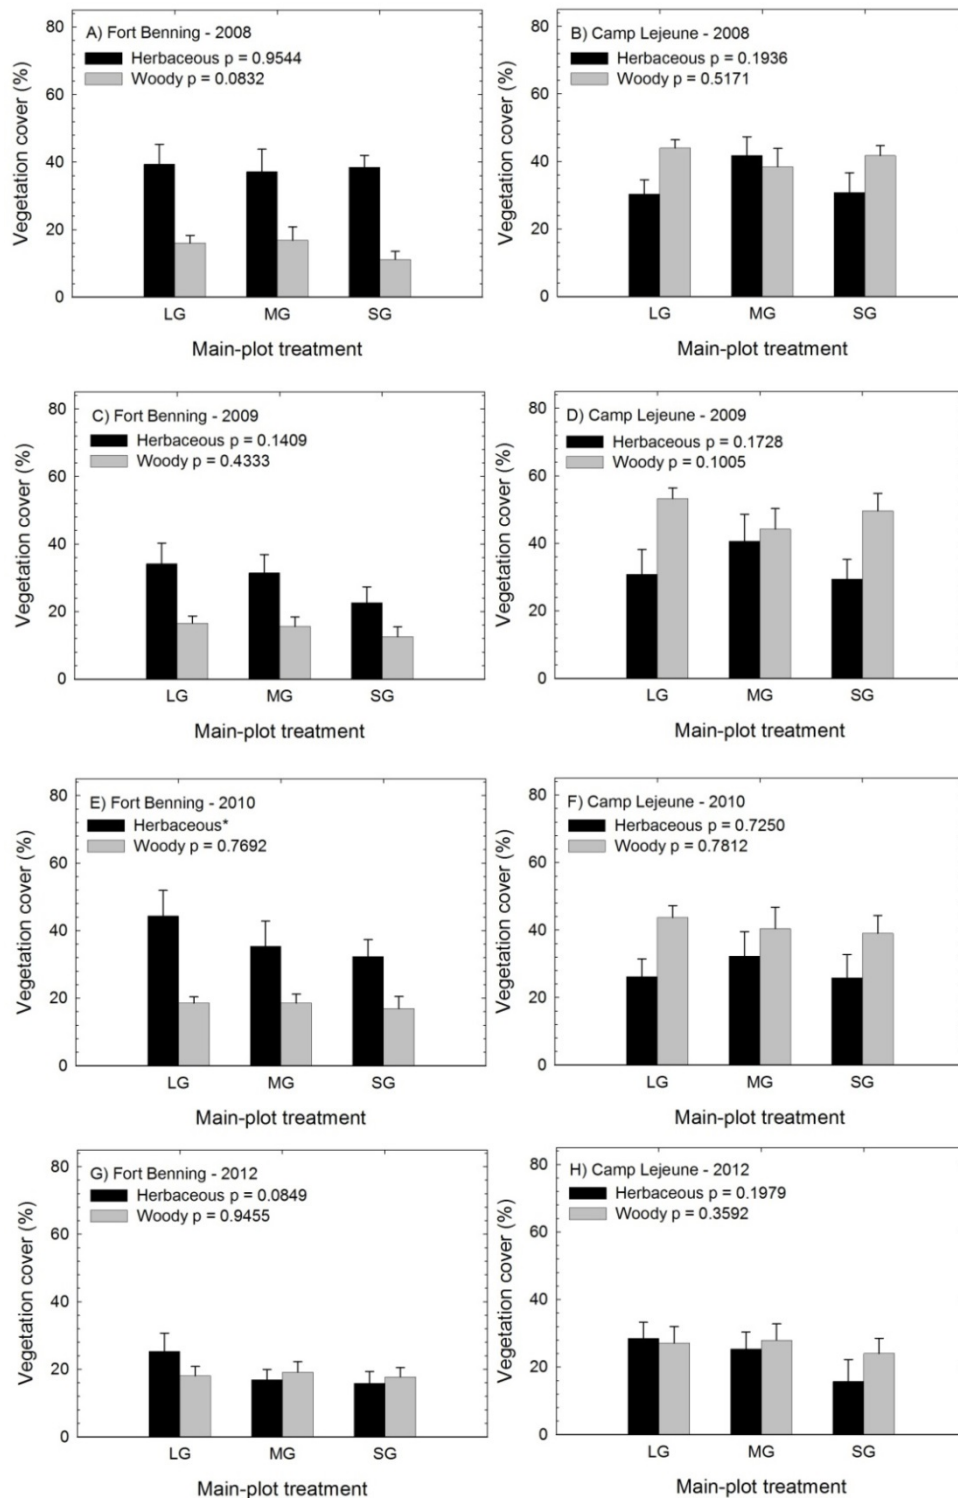 A) Fort Benning - 2008
Herbaceous p = 0.9544
Woody p = 0.0832
Vegetation cover (%)
80
60
40
20
0
LG MG SG
Main-plot treatment
B) Camp Lejeune - 2008
Herbaceous p = 0.1936
Woody p = 0.5171
Vegetation cover (%)
80
60
40
20
0
LG MG SG
Main-plot treatment
C) Fort Benning - 2009
Herbaceous p = 0.1409
Woody p = 0.4333
Vegetation cover (%)
80
60
40
20
0
LG MG SG
Main-plot treatment
D) Camp Lejeune - 2009
Herbaceous p = 0.1728
Woody p = 0.1005
Vegetation cover (%)
80
60
40
20
0
LG MG SG
Main-plot treatment
E) Fort Benning - 2010
Herbaceous*
Woody p = 0.7692
Vegetation cover (%)
80
60
40
20
0
LG MG SG
Main-plot treatment
F) Camp Lejeune - 2010
Herbaceous p = 0.7250
Woody p = 0.7812
Vegetation cover (%)
80
60
40
20
0
LG MG SG
Main-plot treatment
G) Fort Benning - 2012
Herbaceous p = 0.0849
Woody p = 0.9455
Vegetation cover (%)
80
60
40
20
0
LG MG SG
Main-plot treatment
H) Camp Lejeune - 2012
Herbaceous p = 0.1979
Woody p = 0.3592
Vegetation cover (%)
80
60
40
20
0
LG MG SG
Main-plot treatment